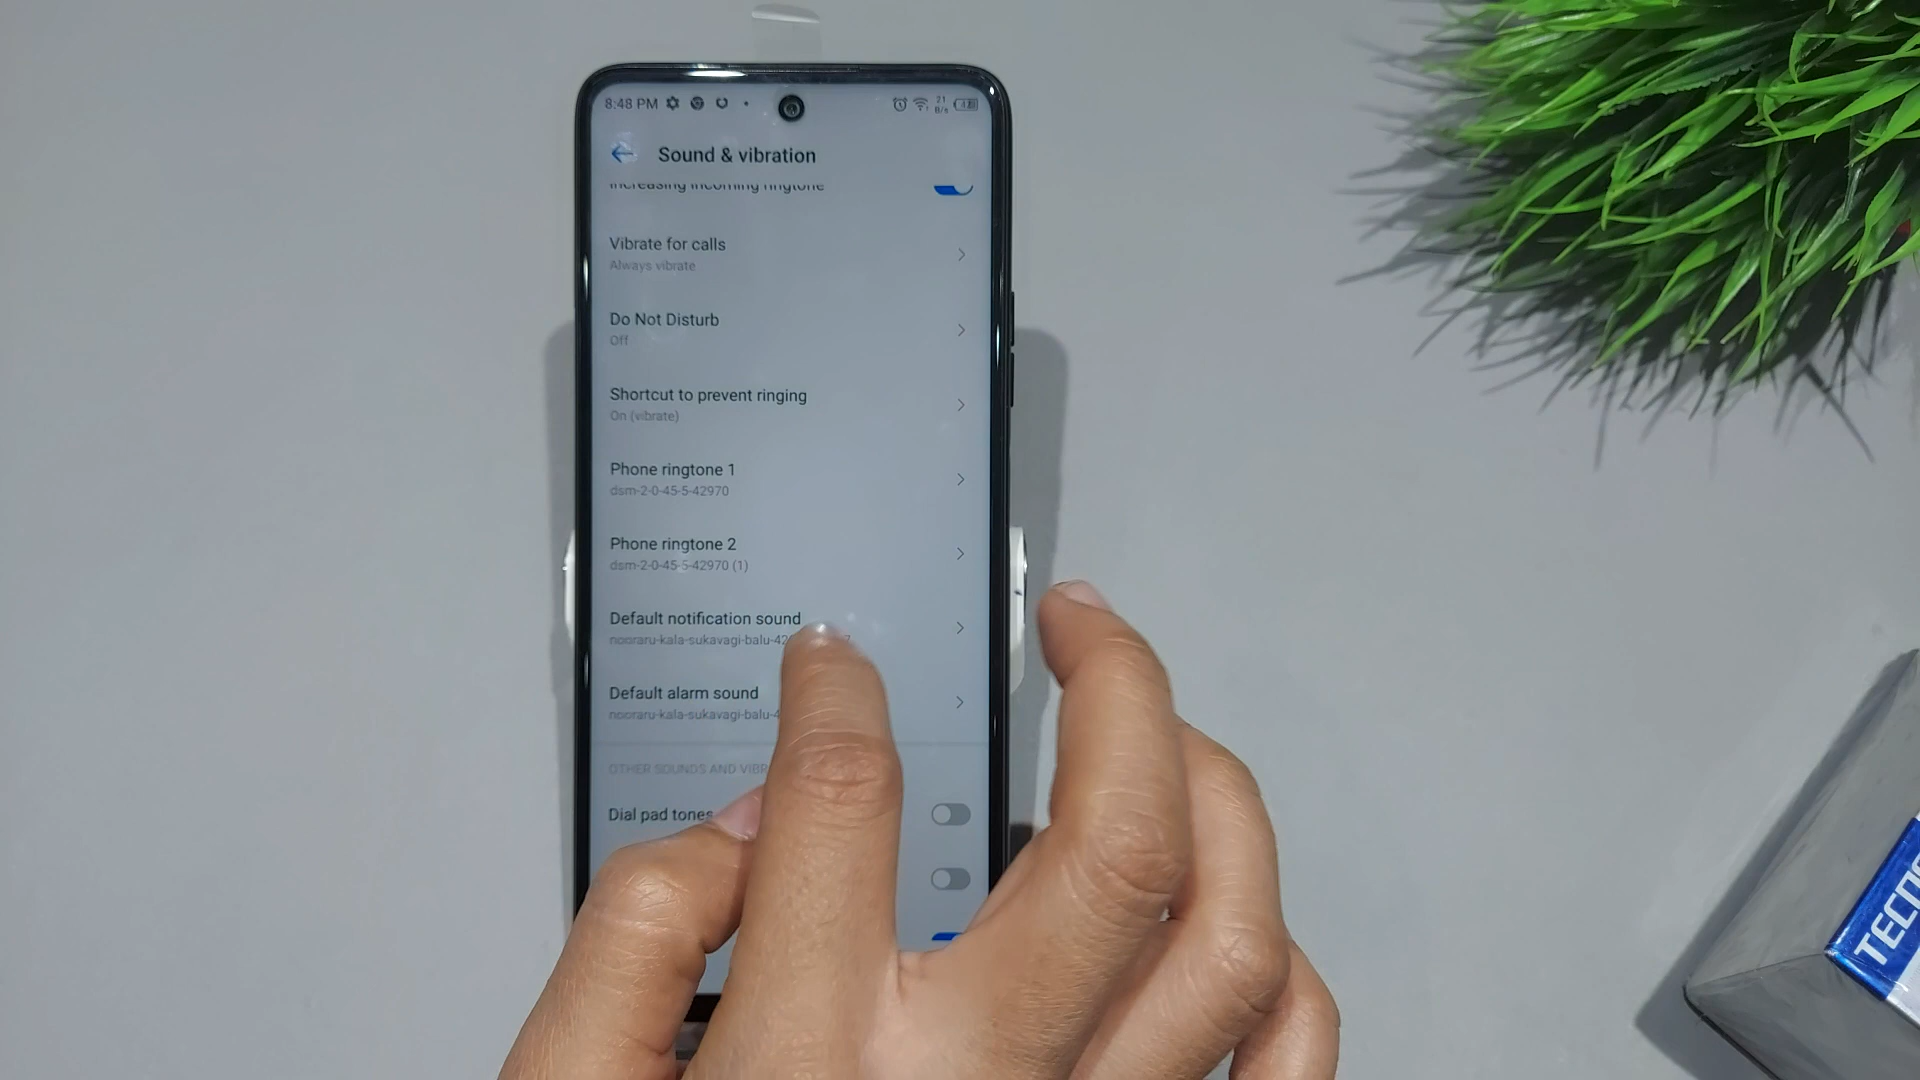 8:48 PM
21
B/s
Sound & vibration
Increasing incoming ringtone
Vibrate for calls
Always vibrate
Do Not Disturb
Off
Shortcut to prevent ringing
On (vibrate)
Phone ringtone 1
dsm-2-0-45-5-42970
Phone ringtone 2
dsm-2-0-45-5-42970 (1)
Default notification sound
nooraru-kala-sukavagi-balu-42
Default alarm sound
nooraru-kala-sukavagi-balu-4
OTHER SOUNDS AND VIBR
Dial pad tones
TECNO